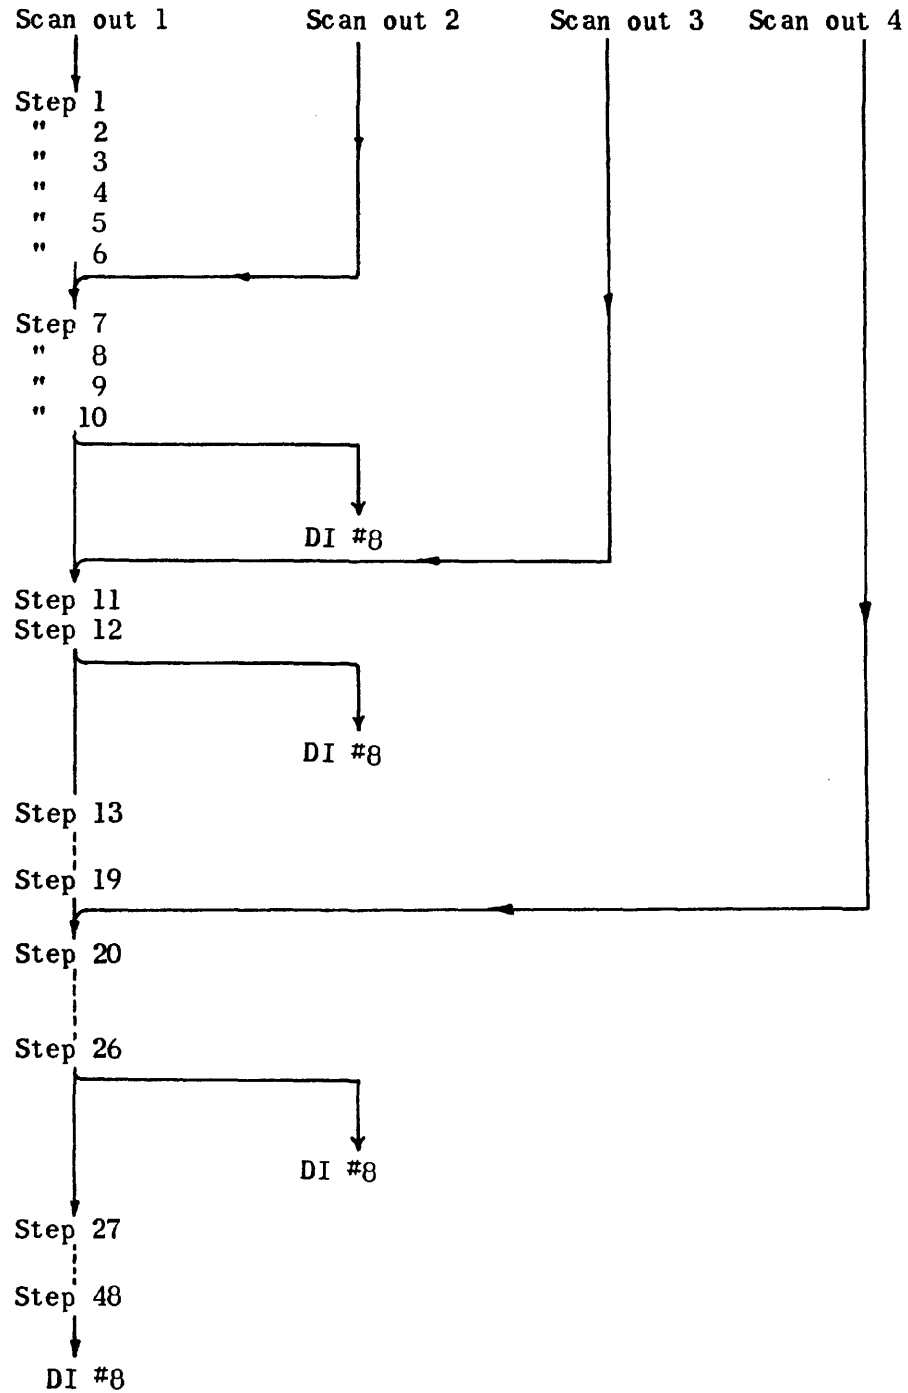 Scan out 1 Scan out 2 Scan out 3 Scan out 4
Step 1
" 2
" 3
" 4
" 5
" 6
Step 7
" 8
" 9
" 10
DI #8
Step 11
Step 12
DI #8
Step 13
Step 19
Step 20
Step 26
DI #8
Step 27
Step 48
DI #8